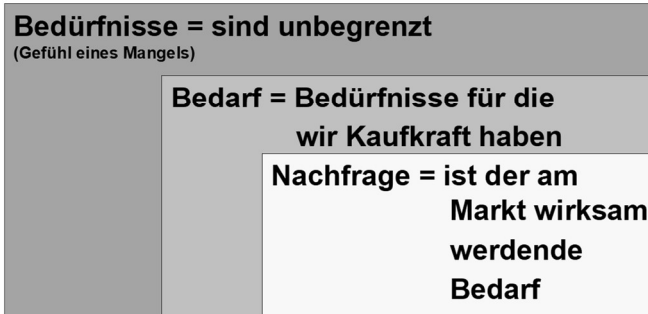 Bedürfnisse = sind unbegrenzt
(Gefühl eines Mangels)
Bedarf = Bedürfnisse für die
wir Kaufkraft haben
Nachfrage = ist der am
Markt wirksam
werdende
Bedarf